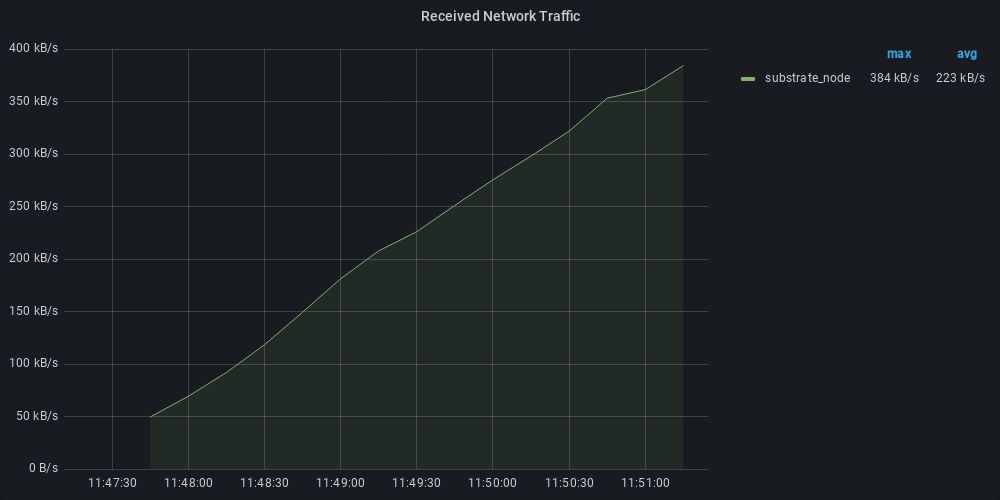 Received Network Traffic
400 kB/s
350 kB/s
300 kB/s
250 kB/s
200 kB/s
150 kB/s
100 kB/s
50 kB/s
0 B/s
11:47:30 11:48:00 11:48:30 11:49:00 11:49:30 11:50:00 11:50:30 11:51:00
max avg
substrate_node 384 kB/s 223 kB/s